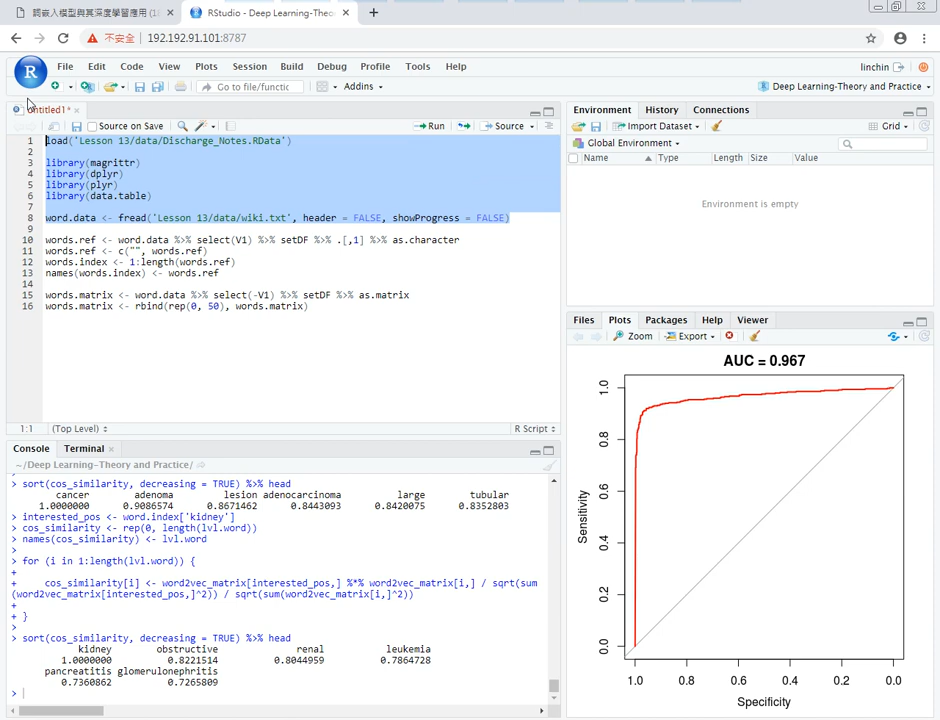 詞嵌入模型與其深度學習應用 (1
RStudio - Deep Learning-Theo
不安全
192.192.91.101:8787
R
File Edit Code View Plots Session Build Debug Profile Tools Help
linchin
Go to file/functic
Addins
Deep Learning-Theory and Practice
Untitled1*
Source on Save
Run
Source
1 load('Lesson 13/data/Discharge_Notes.RData')
2
3 library(magrittr)
4 library(dplyr)
5 library(plyr)
6 library(data.table)
7
8 word.data <- fread('Lesson 13/data/wiki.txt', header = FALSE, showProgress = FALSE)
9
10 words.ref <- word.data %>% select(V1) %>% setDF %>% .[,1] %>% as.character
11 words.ref <- c("", words.ref)
12 words.index <- 1:length(words.ref)
13 names(words.index) <- words.ref
14
15 words.matrix <- word.data %>% select(-V1) %>% setDF %>% as.matrix
16 words.matrix <- rbind(rep(0, 50), words.matrix)
1:1 (Top Level) R Script
Console Terminal
~/Deep Learning-Theory and Practice/
> sort(cos_similarity, decreasing = TRUE) %>% head
cancer adenoma lesion adenocarcinoma large tubular
1.0000000 0.9086574 0.8671462 0.8443093 0.8420075 0.8352803
> interested_pos <- word.index['kidney']
> cos_similarity <- rep(0, length(lvl.word))
> names(cos_similarity) <- lvl.word
>
> for (i in 1:length(lvl.word)) {
+
+ cos_similarity[i] <- word2vec_matrix[interested_pos,] %*% word2vec_matrix[i,] / sqrt(sum
(word2vec_matrix[interested_pos,]^2)) / sqrt(sum(word2vec_matrix[i,]^2))
+
+ }
>
> sort(cos_similarity, decreasing = TRUE) %>% head
kidney obstructive renal leukemia
1.0000000 0.8221514 0.8044959 0.7864728
pancreatitis glomerulonephritis
0.7360862 0.7265809
>
Environment History Connections
Import Dataset
Grid
Global Environment
Name Type Length Size Value
Environment is empty
Files Plots Packages Help Viewer
Zoom Export
AUC = 0.967
Sensitivity
1.0
0.8
0.6
0.4
0.2
0.0
1.0 0.8 0.6 0.4 0.2 0.0
Specificity